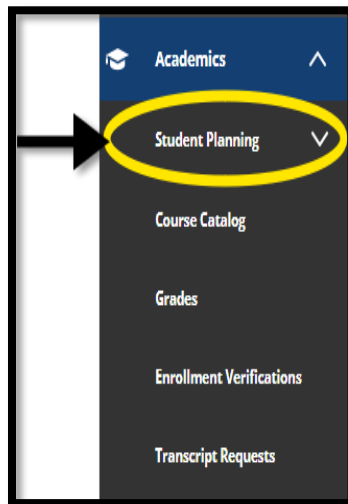 Academics
Student Planning
Course Catalog
Grades
Enrollment Verifications
Transcript Requests